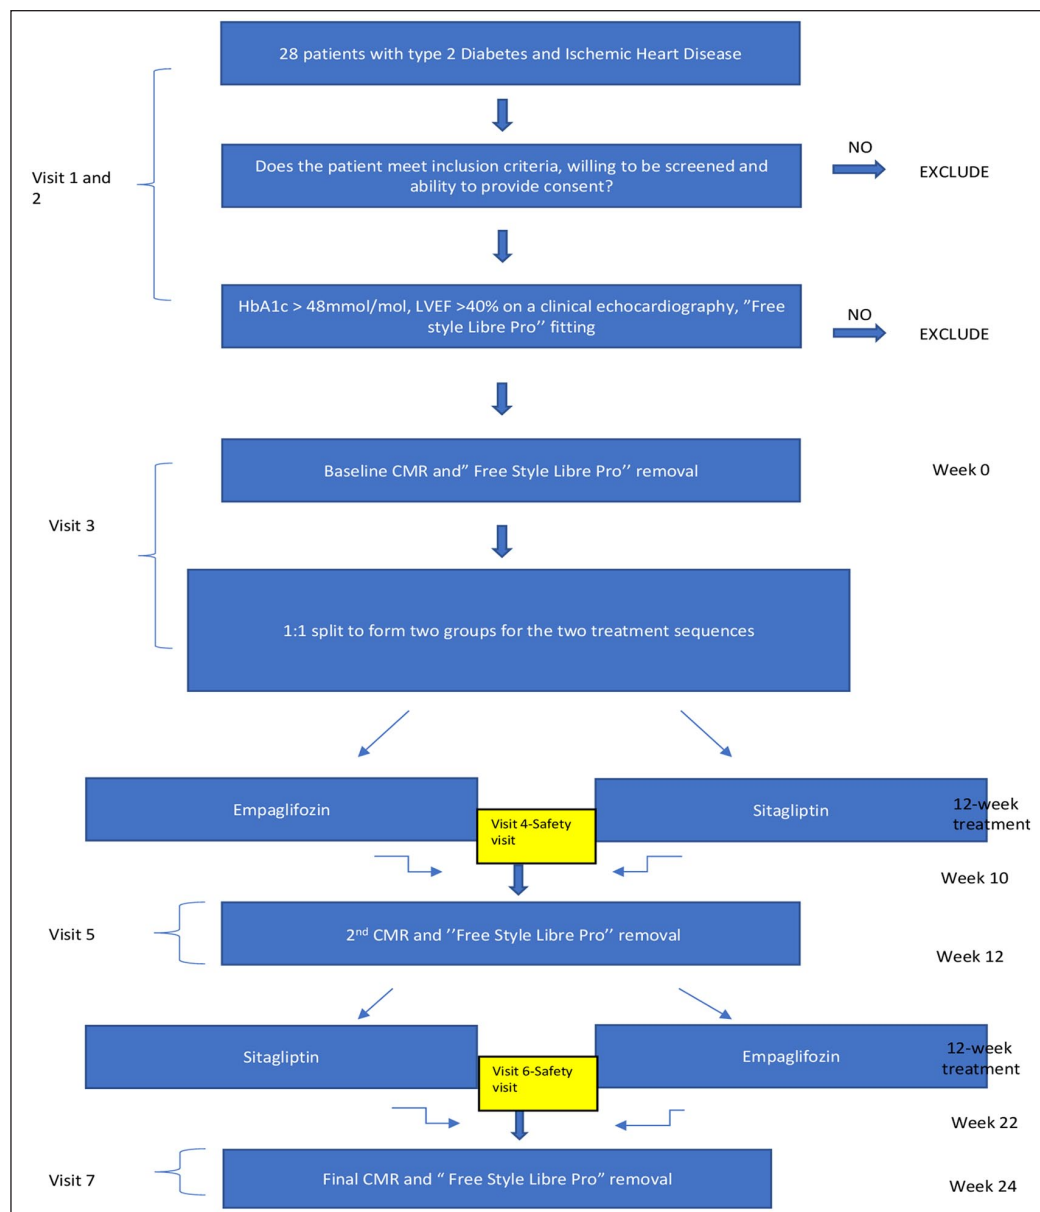 28 patients with type 2 Diabetes and Ischemic Heart Disease
Does the patient meet inclusion criteria, willing to be screened and
ability to provide consent?
NO
EXCLUDE
Visit 1 and
2
HbA1c > 48mmol/mol, LVEF >40% on a clinical echocardiography, ”Free
style Libre Pro’’ fitting
NO
EXCLUDE
Baseline CMR and” Free Style Libre Pro’’ removal
Week 0
Visit 3
1:1 split to form two groups for the two treatment sequences
Empaglifozin
Visit 4-Safety
visit
Sitagliptin
12-week
treatment
Week 10
Visit 5
2nd CMR and ’’Free Style Libre Pro’’ removal
Week 12
Sitagliptin
Visit 6-Safety
visit
Empaglifozin
12-week
treatment
Week 22
Visit 7
Final CMR and “ Free Style Libre Pro” removal
Week 24